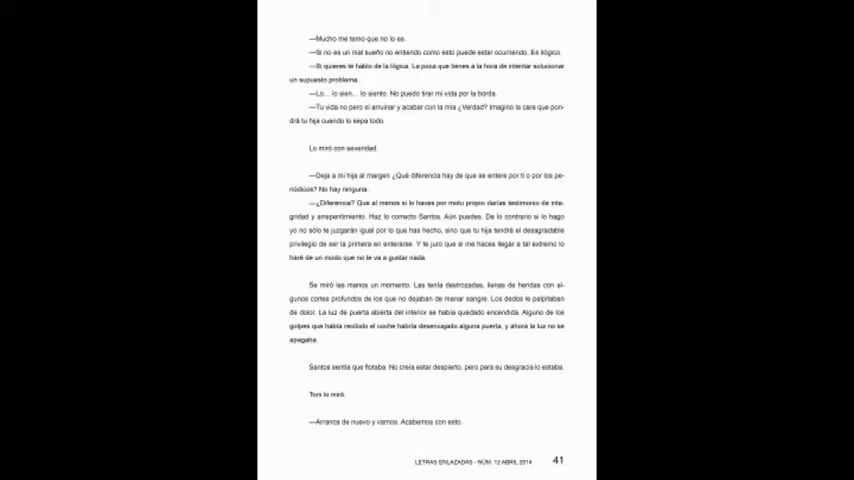 —Mucho me temo que no lo es.
—Si no es un mal sueño no entiendo como esto puede estar ocurriendo. Es ilógico.
—Si quieres te hablo de la lógica. La poca que tienes a la hora de intentar solucionar
un supuesto problema.
—Lo… lo sien… lo siento. No puedo tirar mi vida por la borda.
—Tu vida no pero sí arruinar y acabar con la mía ¿Verdad? Imagino la cara que pon-
drá tu hija cuando lo sepa todo.
Lo miró con severidad.
—Deja a mi hija al margen ¿Qué diferencia hay de que se entere por ti o por los pe-
riódicos? No hay ninguna.
—¿Diferencia? Que al menos si lo haces por motu propio darías testimonio de inte-
gridad y arrepentimiento. Haz lo correcto Santos. Aún puedes. De lo contrario si lo hago
yo no sólo te juzgarán igual por lo que has hecho, sino que tu hija tendrá el desagradable
privilegio de ser la primera en enterarse. Y te juro que si me haces llegar a tal extremo lo
haré de un modo que no te va a gustar nada.
Se miró las manos un momento. Las tenía destrozadas, llenas de heridas con al-
gunos cortes profundos de los que no dejaban de manar sangre. Los dedos le palpitaban
de dolor. La luz de puerta abierta del interior se había quedado encendida. Alguno de los
golpes que había recibido el coche habría desencajado alguna puerta, y ahora la luz no se
apagaba.
Santos sentía que flotaba. No creía estar despierto, pero para su desgracia lo estaba.
Toni le miró.
—Arranca de nuevo y vamos. Acabemos con esto.
LETRAS ENLAZADAS - NÚM. 12 ABRIL 2014 41